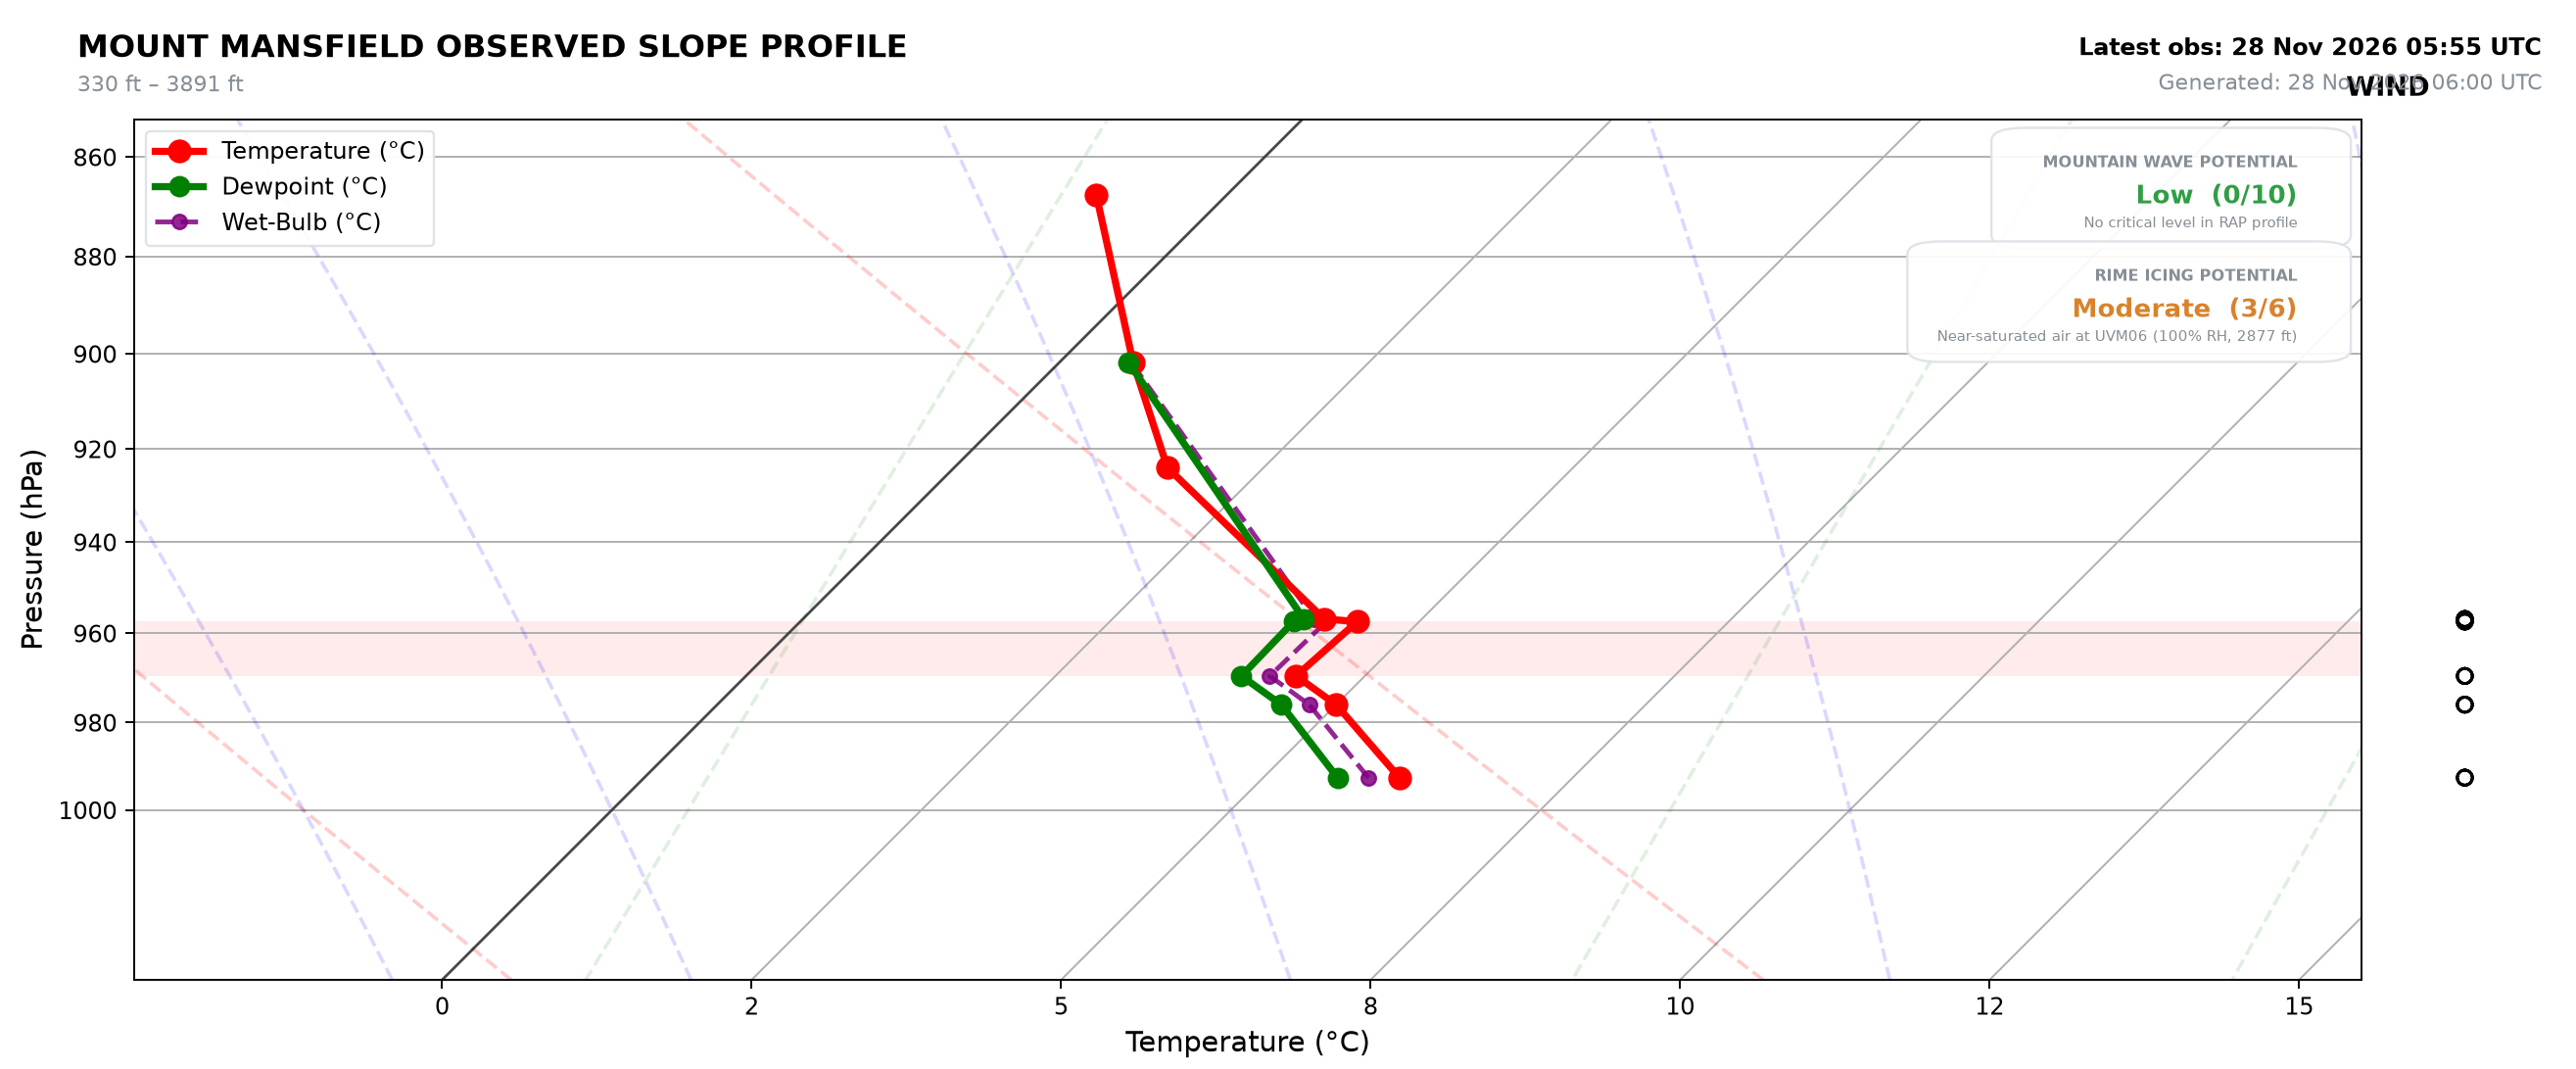 MOUNT MANSFIELD OBSERVED SLOPE PROFILE
330 ft – 3891 ft
Latest obs: 28 Nov 2026 05:55 UTC
Generated: 28 Nov 2026 06:00 UTC
WIND
Temperature (°C)
Dewpoint (°C)
Wet-Bulb (°C)
MOUNTAIN WAVE POTENTIAL
Low (0/10)
No critical level in RAP profile
RIME ICING POTENTIAL
Moderate (3/6)
Near-saturated air at UVM06 (100% RH, 2877 ft)
Pressure (hPa)
860
880
900
920
940
960
980
1000
0 2 5 8 10 12 15
Temperature (°C)